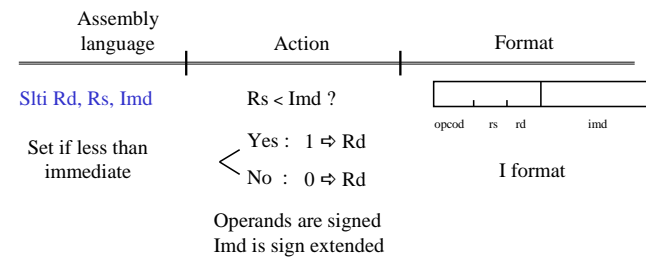 Assembly
language
Action
Format
Slti Rd, Rs, Imd
Rs < Imd ?
opcod rs rd imd
Set if less than
immediate
Yes : 1 ⇨ Rd
No : 0 ⇨ Rd
I format
Operands are signed
Imd is sign extended